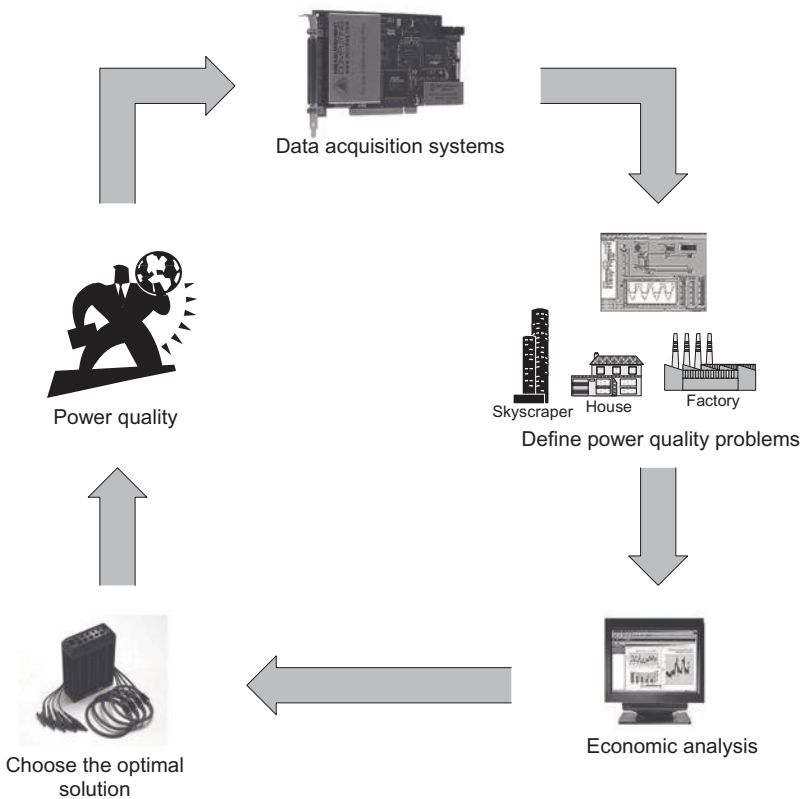 Data acquisition systems
Skyscraper
House
Factory
Define power quality problems
Power quality
Economic analysis
Choose the optimal
solution